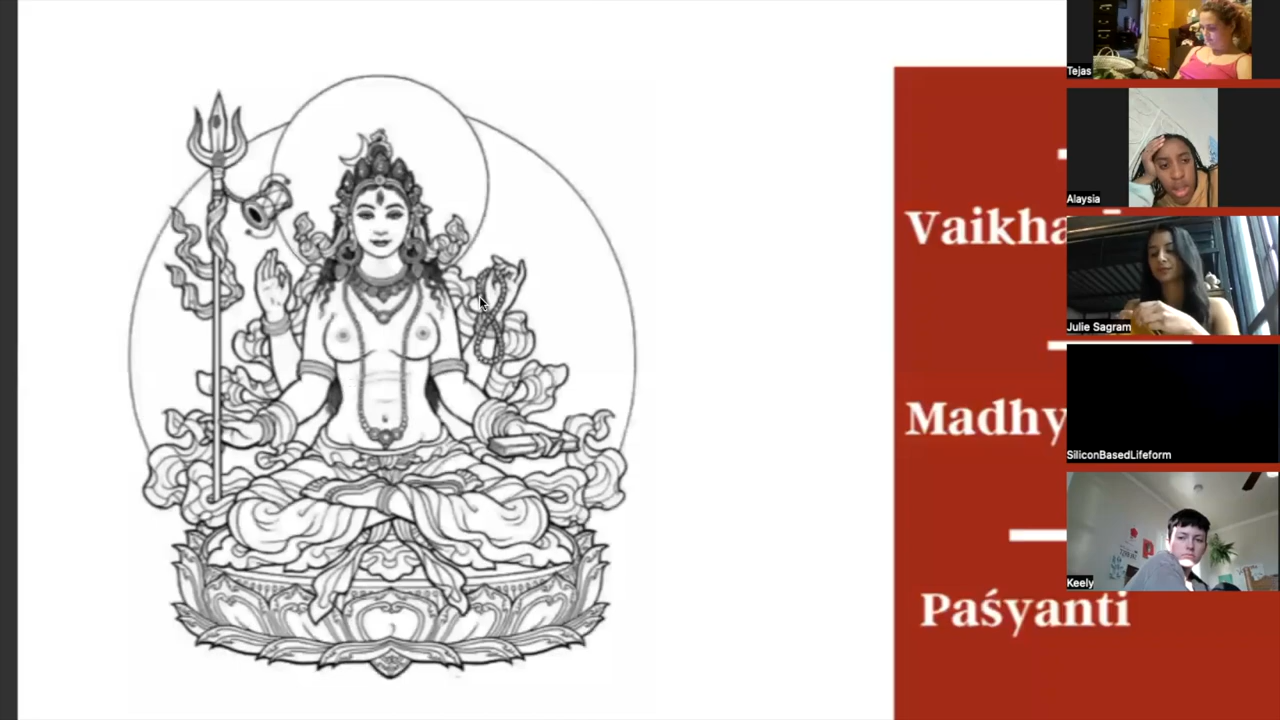 Vaikha
Madhy
Paśyanti
Tejas
Alaysia
Julie Sagram
SiliconBasedLifeform
Keely